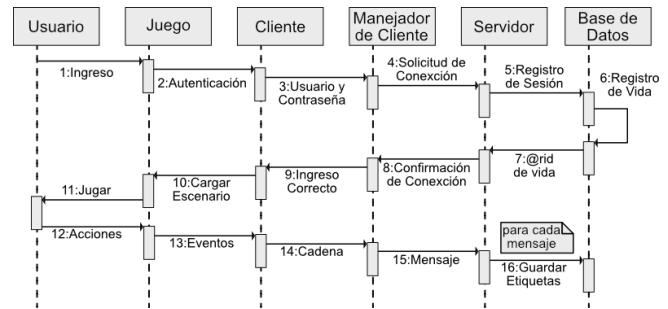 Usuario
Juego
Cliente
Manejador
de Cliente
Servidor
Base de
Datos
1:Ingreso
2:Autenticación
3:Usuario y
Contraseña
4:Solicitud de
Conexción
5:Registro
de Sesión
6:Registro
de Vida
7:@rid
de vida
8:Confirmación
de Conexción
9:Ingreso
Correcto
10:Cargar
Escenario
11:Jugar
12:Acciones
13:Eventos
14:Cadena
15:Mensaje
para cada
mensaje
16:Guardar
Etiquetas